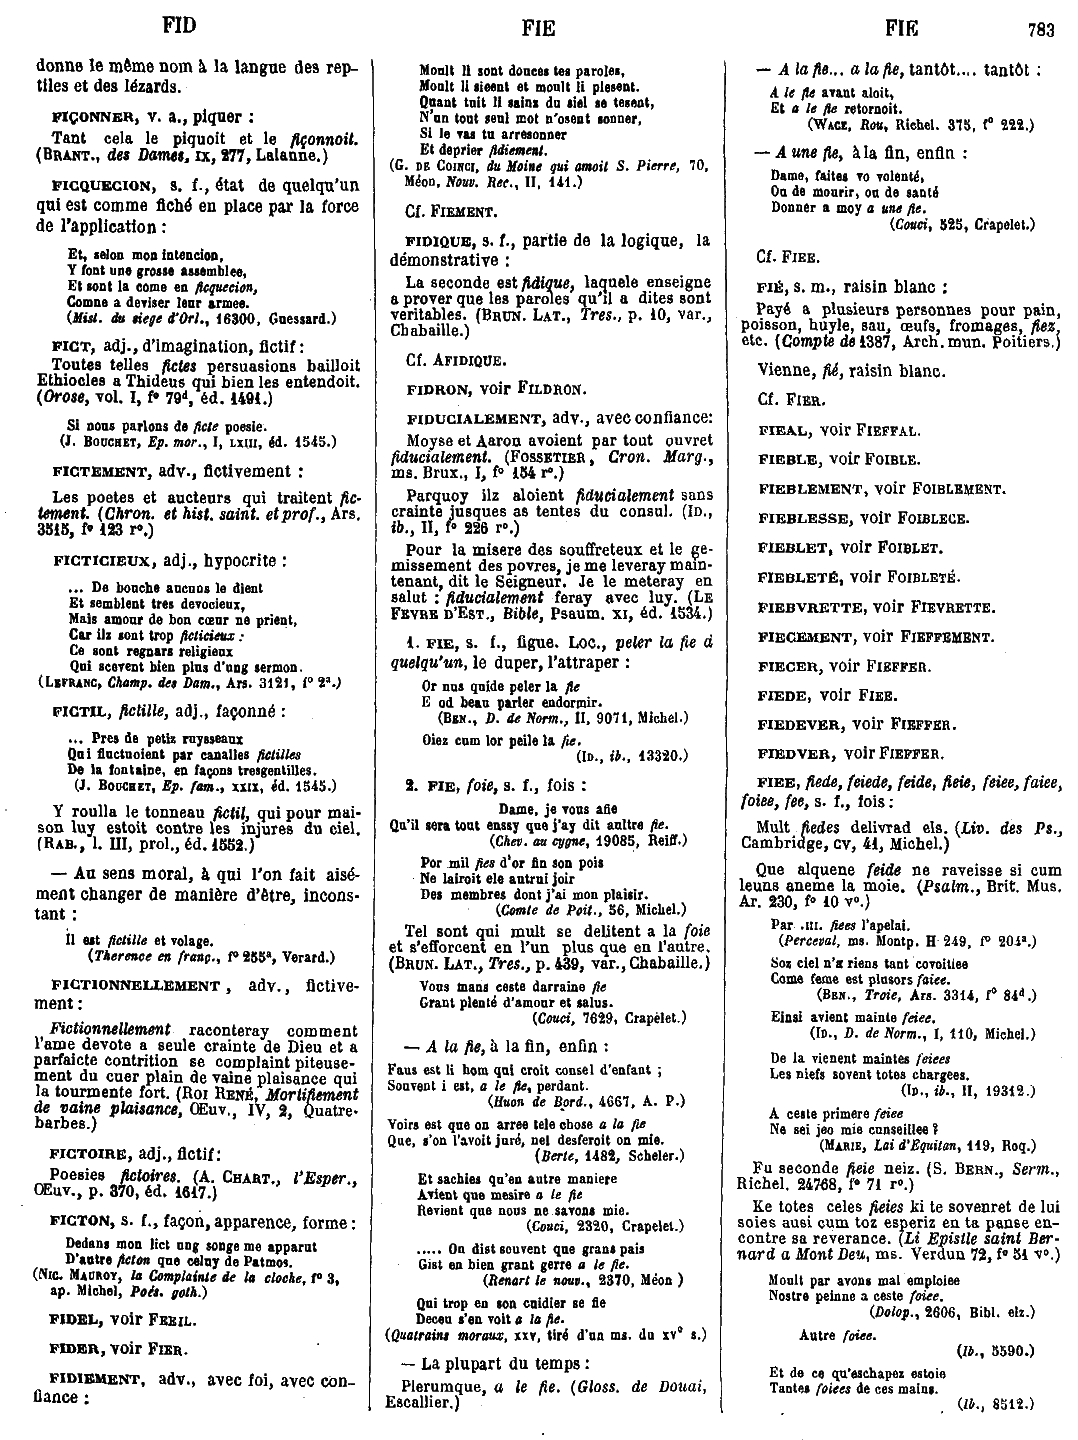 FID
FIE
FIE 783
donne le même nom à la langue des rep-
tiles et des lézards.
FIÇONNER, v. a., piquer :
Tant cela le piquoit et le fiçonnoit.
(BRANT., des Dames, IX, 277, Lalanne.)
FICQUECION, s. f., état de quelqu'un
qui est comme fiché en place par la force
de l'application :
Et, selon mon intencion,
Y font une grosse assemblee,
Et sont la come en ficquecion,
Comne a deviser leur armee.
(Mist. du siege d'Orl., 16300, Guessard.)
FICT, adj., d'imagination, fictif :
Toutes telles fictes persuasions bailloit
Ethiocles a Thideus qui bien les entendoit.
(Orose, vol. I, f° 79d, éd. 1491.)
Si nous parlons de ficte poesie.
(J. BOUCHET, Ep. mor., I, LXIII, éd. 1545.)
FICTEMENT, adv., fictivement :
Les poetes et aucteurs qui traitent fic-
tement. (Chron. et hist. saint. et prof., Ars.
3515, f° 123 r°.)
FICTICIEUX, adj., hypocrite :
... De bouche aucuns le dient
Et semblent tres devocieux,
Mais amour de bon cœur ne prient,
Car ilz sont trop ficticieux :
Ce sont regnars religieux
Qui scevent bien plus d'ung sermon.
(LEFRANC, Champ. des Dam., Ars. 3121, f° 2a.)
FICTIL, fictille, adj., façonné :
... Pres de petiz ruysseaux
Qui fluctuoient par canalles fictilles
De la fontaine, en façons tresgentilles.
(J. BOUCHET, Ep. fam., XXIX, éd. 1545.)
Y roulla le tonneau fictil, qui pour mai-
son luy estoit contre les injures du ciel.
(RAB., l. III, prol., éd. 1552.)
— Au sens moral, à qui l'on fait aisé-
ment changer de manière d'être, incons-
tant :
Il est fictille et volage.
(Therence en franç., f° 255a, Verard.)
FICTIONNELLEMENT, adv., fictive-
ment :
Fictionnellement raconteray comment
l'ame devote a seule crainte de Dieu et a
parfaicte contrition se complaint piteuse-
ment du cuer plain de vaine plaisance qui
la tourmente fort. (ROI RENÉ, Mortifiement
de vaine plaisance, Œuv., IV, 2, Quatre-
barbes.)
FICTOIRE, adj., fictif :
Poesies fictoires. (A. CHART., l'Esper.,
Œuv., p. 370, éd. 1617.)
FICTON, s. f., façon, apparence, forme :
Dedans mon lict ung songe me apparut
D'autre ficton que celuy de Patmos.
(NIC. MAUROY, la Complainte de la cloche, f° 3,
ap. Michel, Poés. goth.)
FIDEL, voir FEEIL.
FIDER, voir FIER.
FIDIEMENT, adv., avec foi, avec con-
fiance :
Moult li sont douces tes paroles,
Moult li sieent et moult li plesent.
Quant tuit li sainz du siel se tesent,
N'un tout seul mot n'osent sonner,
Si le vas tu arresonner
Et deprier fidiement.
(G. DE COINCI, du Moine qui amoit S. Pierre, 70,
Méon, Nouv. Rec., II, 141.)
Cf. FIEMENT.
FIDIQUE, s. f., partie de la logique, la
démonstrative :
La seconde est fidique, laquele enseigne
a prover que les paroles qu'il a dites sont
veritables. (BRUN. LAT., Tres., p. 10, var.,
Chabaille.)
Cf. AFIDIQUE.
FIDRON, voir FILDRON.
FIDUCIALEMENT, adv., avec confiance:
Moyse et Aaron avoient par tout ouvret
fiducialement. (FOSSETIER, Cron. Marg.,
ms. Brux., I, f° 154 r°.)
Parquoy ilz aloient fiducialement sans
crainte jusques as tentes du consul. (ID.,
ib., II, f° 226 r°.)
Pour la misere des souffreteux et le ge-
missement des povres, je me leveray main-
tenant, dit le Seigneur. Je le meteray en
salut : fiducialement feray avec luy. (LE
FEVRE D'EST., Bible, Psaum. XI, éd. 1534.)
1. FIE, s. f., figue. Loc., peler la fie à
quelqu'un, le duper, l'attraper :
Or nus quide peler la fie
E od beau parler endormir.
(BEN., D. de Norm., II, 9071, Michel.)
Oiez cum lor peile la fie.
(ID., ib., 13320.)
2. FIE, foie, s. f., fois :
Dame, je vous afie
Qu'il sera tout enssy que j'ay dit aultre fie.
(Chev. au cygne, 19085, Reiff.)
Por mil fies d'or fin son pois
Ne lairoit ele autrui joir
Des membres dont j'ai mon plaisir.
(Comte de Poit., 56, Michel.)
Tel sont qui mult se delitent a la foie
et s'efforcent en l'un plus que en l'autre.
(BRUN. LAT., Tres., p. 439, var., Chabaille.)
Vous mans ceste darraine fie
Grant plenté d'amour et salus.
(Couci, 7629, Crapelet.)
— A la fie, à la fin, enfin :
Faus est li hom qui croit consel d'enfant ;
Souvent i est, a le fie, perdant.
(Huon de Bord., 4667, A. P.)
Voirs est que on arree tele chose a la fie
Que, s'on l'avoit juré, nel desferoit on mie.
(Berte, 1482, Scheler.)
Et sachies qu'en autre maniere
Avient que mesire a le fie
Revient que nous ne savons mie.
(Couci, 2320, Crapelet.)
..... On dist souvent que grans pais
Gist en bien grant gerre a le fie.
(Renart le nouv., 2370, Méon )
Qui trop en son cuidier se fie
Deceu s'en voit a la fie.
(Quatrains moraux, XXV, tiré d'un ms. du XVe s.)
— La plupart du temps :
Plerumque, a le fie. (Gloss. de Douai,
Escallier.)
— A la fie... a la fie, tantôt.... tantôt :
A le fie avant aloit,
Et a le fie retornoit.
(WACE, Rou, Richel. 375, f° 222.)
— A une fie, à la fin, enfin :
Dame, faites vo volenté,
Ou de mourir, ou de santé
Donner a moy a une fie.
(Couci, 525, Crapelet.)
Cf. FIEE.
FIÉ, s. m., raisin blanc :
Payé a plusieurs personnes pour pain,
poisson, huyle, sau, œufs, fromages, fiez,
etc. (Compte de 1387, Arch. mun. Poitiers.)
Vienne, fié, raisin blanc.
Cf. FIER.
FIEAL, voir FIEFFAL.
FIEBLE, voir FOIBLE.
FIEBLEMENT, voir FOIBLEMENT.
FIEBLESSE, voir FOIBLECE.
FIEBLET, voir FOIBLET.
FIEBLETÉ, voir FOIBLETÉ.
FIEBVRETTE, voir FIEVRETTE.
FIECEMENT, voir FIEFFEMENT.
FIECER, voir FIEFFER.
FIEDE, voir FIEE.
FIEDEVER, voir FIEFFER.
FIEDVER, voir FIEFFER.
FIEE, fiede, feiede, feide, fieie, feiee, faiee,
foiee, fee, s. f., fois :
Mult fiedes delivrad els. (Liv. des Ps.,
Cambridge, CV, 41, Michel.)
Que alquene feide ne raveisse si cum
leuns aneme la moie. (Psalm., Brit. Mus.
Ar. 230, f° 10 v°.)
Par .III. fiees l'apelai.
(Perceval, ms. Montp. H 249, f° 204a.)
Soz ciel n'a riens tant covoitiee
Come feme est plusors faiee.
(BEN., Troie, Ars. 3314, f° 84d.)
Einsi avient mainte feiee.
(ID., D. de Norm., I, 110, Michel.)
De la vienent maintes foiees
Les niefs sovent totes chargees.
(ID., ib., II, 19312.)
A ceste primere feiee
Ne sei jeo mie cunseillee ?
(MARIE, Lai d'Equitan, 119, Roq.)
Fu seconde fieie neiz. (S. BERN., Serm.,
Richel. 24768, f° 71 r°.)
Ke totes celes fieies ki te sovenret de lui
soies ausi cum toz esperiz en ta panse en-
contre sa reverance. (Li Epistle saint Ber-
nard a Mont Deu, ms. Verdun 72, f° 51 v°.)
Moult par avons mal emploiee
Nostre peinne a ceste foiee.
(Dolop., 2606, Bibl. elz.)
Autre foiee.
(Ib., 5590.)
Et de ce qu'eschapez estoie
Tantes foiees de ces mains.
(Ib., 8512.)